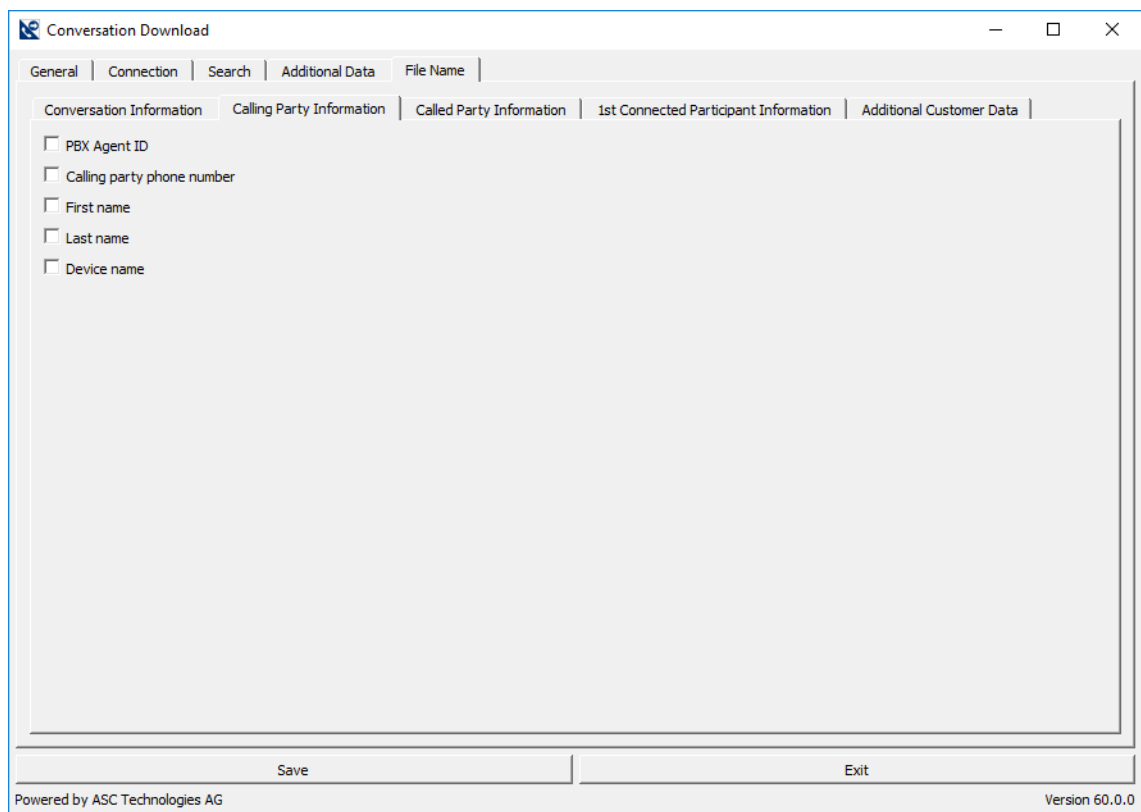 Conversation Download
General Connection Search Additional Data File Name
Conversation Information Calling Party Information Called Party Information 1st Connected Participant Information Additional Customer Data
PBX Agent ID
Calling party phone number
First name
Last name
Device name
Save Exit
Powered by ASC Technologies AG Version 60.0.0